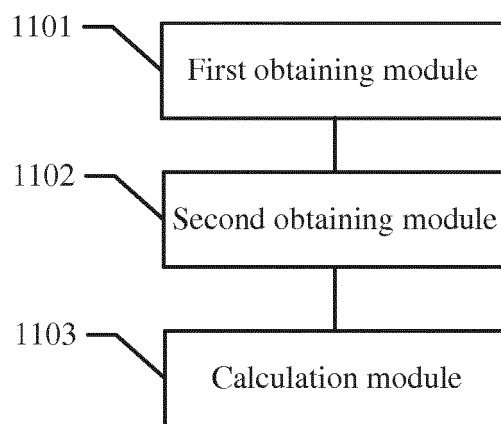 1101
First obtaining module
1102
Second obtaining module
1103
Calculation module